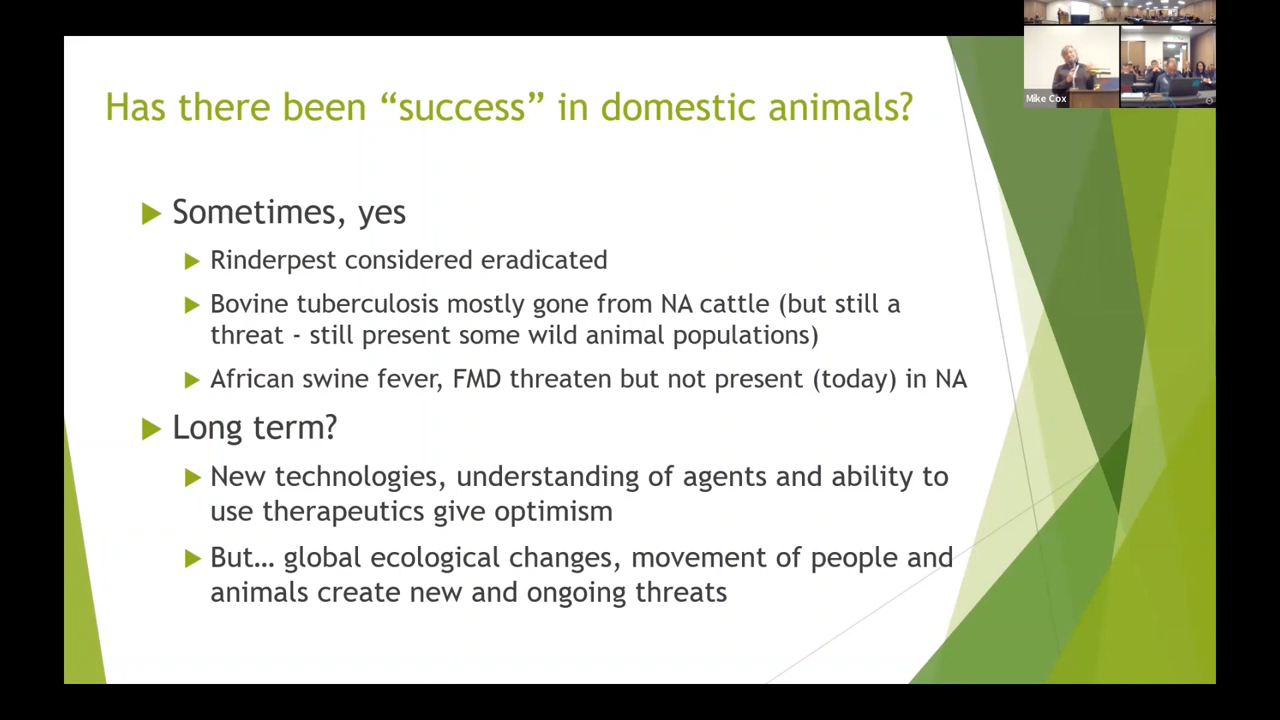 Has there been “success” in domestic animals?
Sometimes, yes
Rinderpest considered eradicated
Bovine tuberculosis mostly gone from NA cattle (but still a
threat - still present some wild animal populations)
African swine fever, FMD threaten but not present (today) in NA
Long term?
New technologies, understanding of agents and ability to
use therapeutics give optimism
But… global ecological changes, movement of people and
animals create new and ongoing threats
Mike Cox